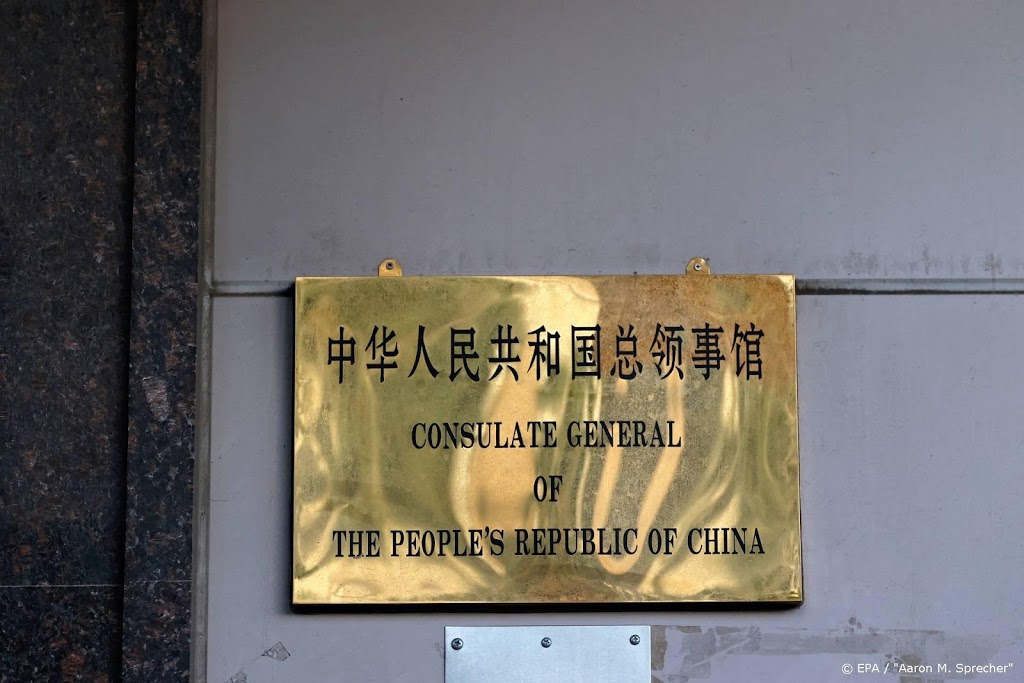 中华人民共和国总领事馆
CONSULATE GENERAL
OF
THE PEOPLE'S REPUBLIC OF CHINA
© EPA / "Aaron M. Sprecher"